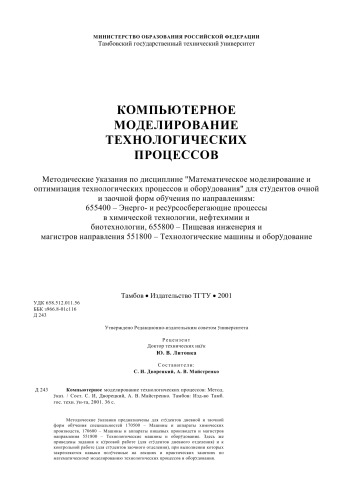 МИНИСТЕРСТВО ОБРАЗОВАНИЯ РОССИЙСКОЙ ФЕДЕРАЦИИ
Тамбовский государственный технический университет
КОМПЬЮТЕРНОЕ
МОДЕЛИРОВАНИЕ
ТЕХНОЛОГИЧЕСКИХ
ПРОЦЕССОВ
Методические указания по дисциплине "Математическое моделирование и
оптимизация технологических процессов и оборудования" для студентов очной
и заочной форм обучения по направлениям:
655400 – Энерго- и ресурсосберегающие процессы
в химической технологии, нефтехимии и
биотехнологии, 655800 – Пищевая инженерия и
магистров направления 551800 – Технологические машины и оборудование
Тамбов • Издательство ТГТУ • 2001
УДК 658.512.011.56
ББК з966.8-01с116
Д 243
Утверждено Редакционно-издательским советом Университета
Рецензент
Доктор технических наук
Ю. В. Литовка
Составители:
С. И. Дворецкий, А. В. Майстренко
Д 243 Компьютерное моделирование технологических процессов: Метод.
указ. / Сост. С. И. Дворецкий, А. В. Майстренко. Тамбов: Изд-во Тамб.
гос. техн. ун-та, 2001. 36 с.
Методические указания предназначены для студентов дневной и заочной
форм обучения специальностей 170500 – Машины и аппараты химических
производств, 170600 – Машины и аппараты пищевых производств и магистров
направления 551800 – Технологические машины и оборудование. Здесь же
приведены задания к курсовой работе (для студентов дневного отделения) и к
контрольной работе (для студентов заочного отделения), при выполнении которых
закрепляются навыки полученные на лекциях и практических занятиях по
математическому моделированию технологических процессов и оборудования.